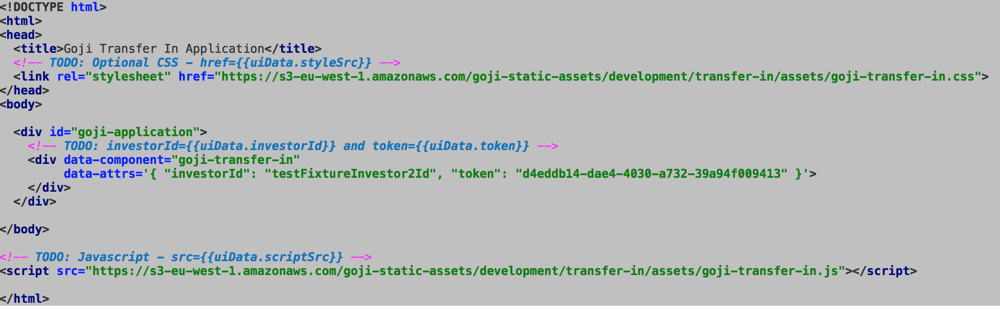 <!DOCTYPE html>
<html>
<head>
  <title>Goji Transfer In Application</title>
  <!-- TODO: Optional CSS - href={{uiData.styleSrc}} -->
  <link rel="stylesheet" href="https://s3-eu-west-1.amazonaws.com/goji-static-assets/development/transfer-in/assets/goji-transfer-in.css">
</head>
<body>

  <div id="goji-application">
    <!-- TODO: investorId={{uiData.investorId}} and token={{uiData.token}} -->
    <div data-component="goji-transfer-in"
         data-attrs='{ "investorId": "testFixtureInvestor2Id", "token": "d4eddb14-dae4-4030-a732-39a94f009413" }'>
    </div>
  </div>

</body>

<!-- TODO: Javascript - src={{uiData.scriptSrc}} -->
<script src="https://s3-eu-west-1.amazonaws.com/goji-static-assets/development/transfer-in/assets/goji-transfer-in.js"></script>

</html>